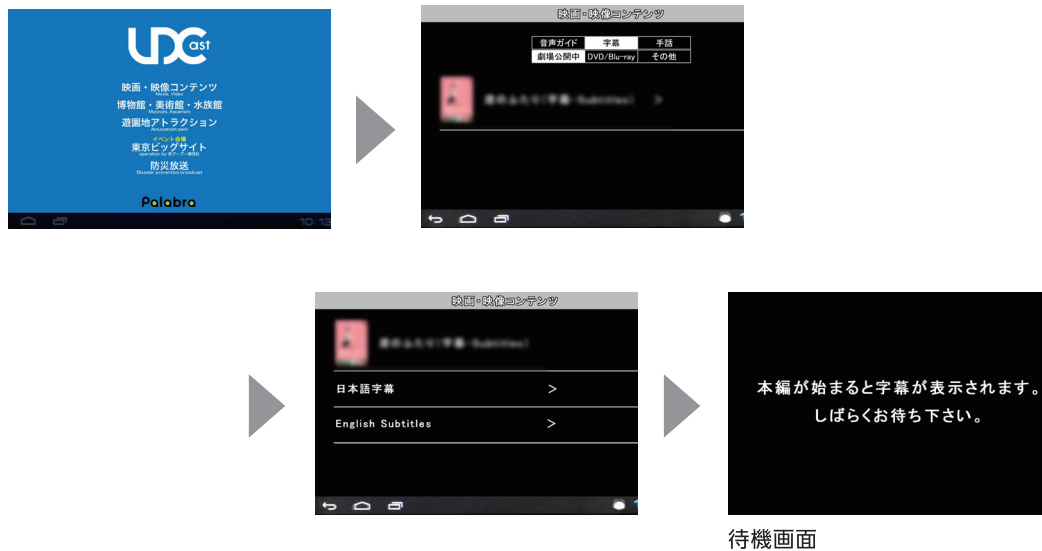 UDCast
映画・映像コンテンツ
Movie, Video
博物館・美術館・水族館
Museum, Aquarium
遊園地アトラクション
Amusement park
イベント会場
東京ビッグサイト
防災放送
Disaster prevention broadcast
Palabra
10:13
映画・映像コンテンツ
音声ガイド 字幕 手話
劇場公開中 DVD/Blu-ray その他
>
映画・映像コンテンツ
日本語字幕 >
English Subtitles >
本編が始まると字幕が表示されます。
しばらくお待ち下さい。
待機画面